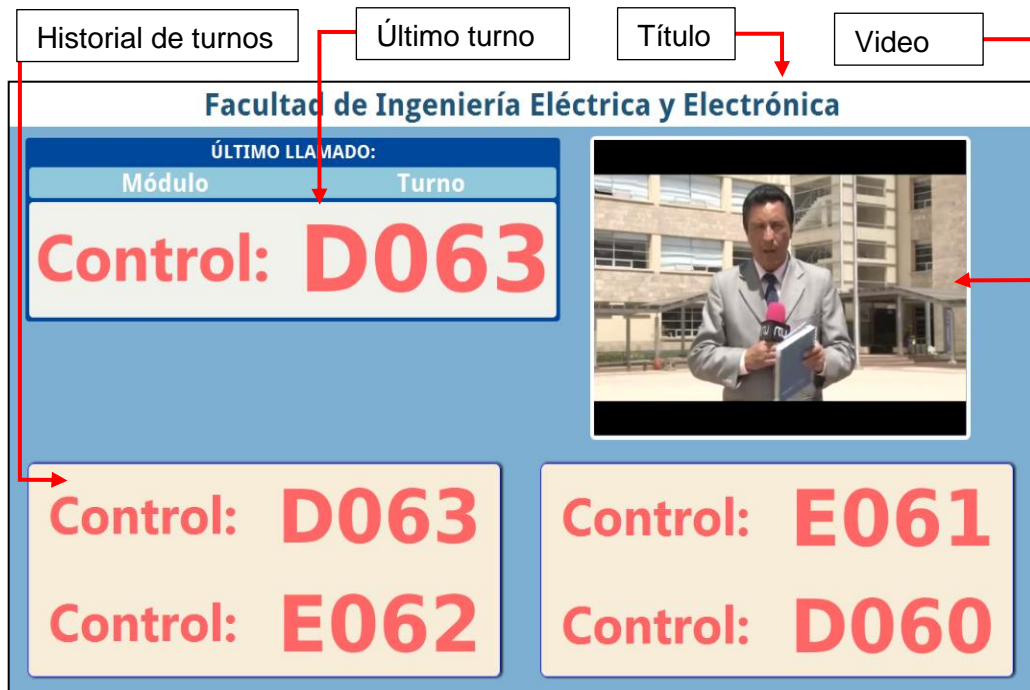 Historial de turnos
Último turno
Título
Video
Facultad de Ingeniería Eléctrica y Electrónica
ÚLTIMO LLAMADO:
Módulo Turno
Control: D063
Control: D063
Control: E062
Control: E061
Control: D060